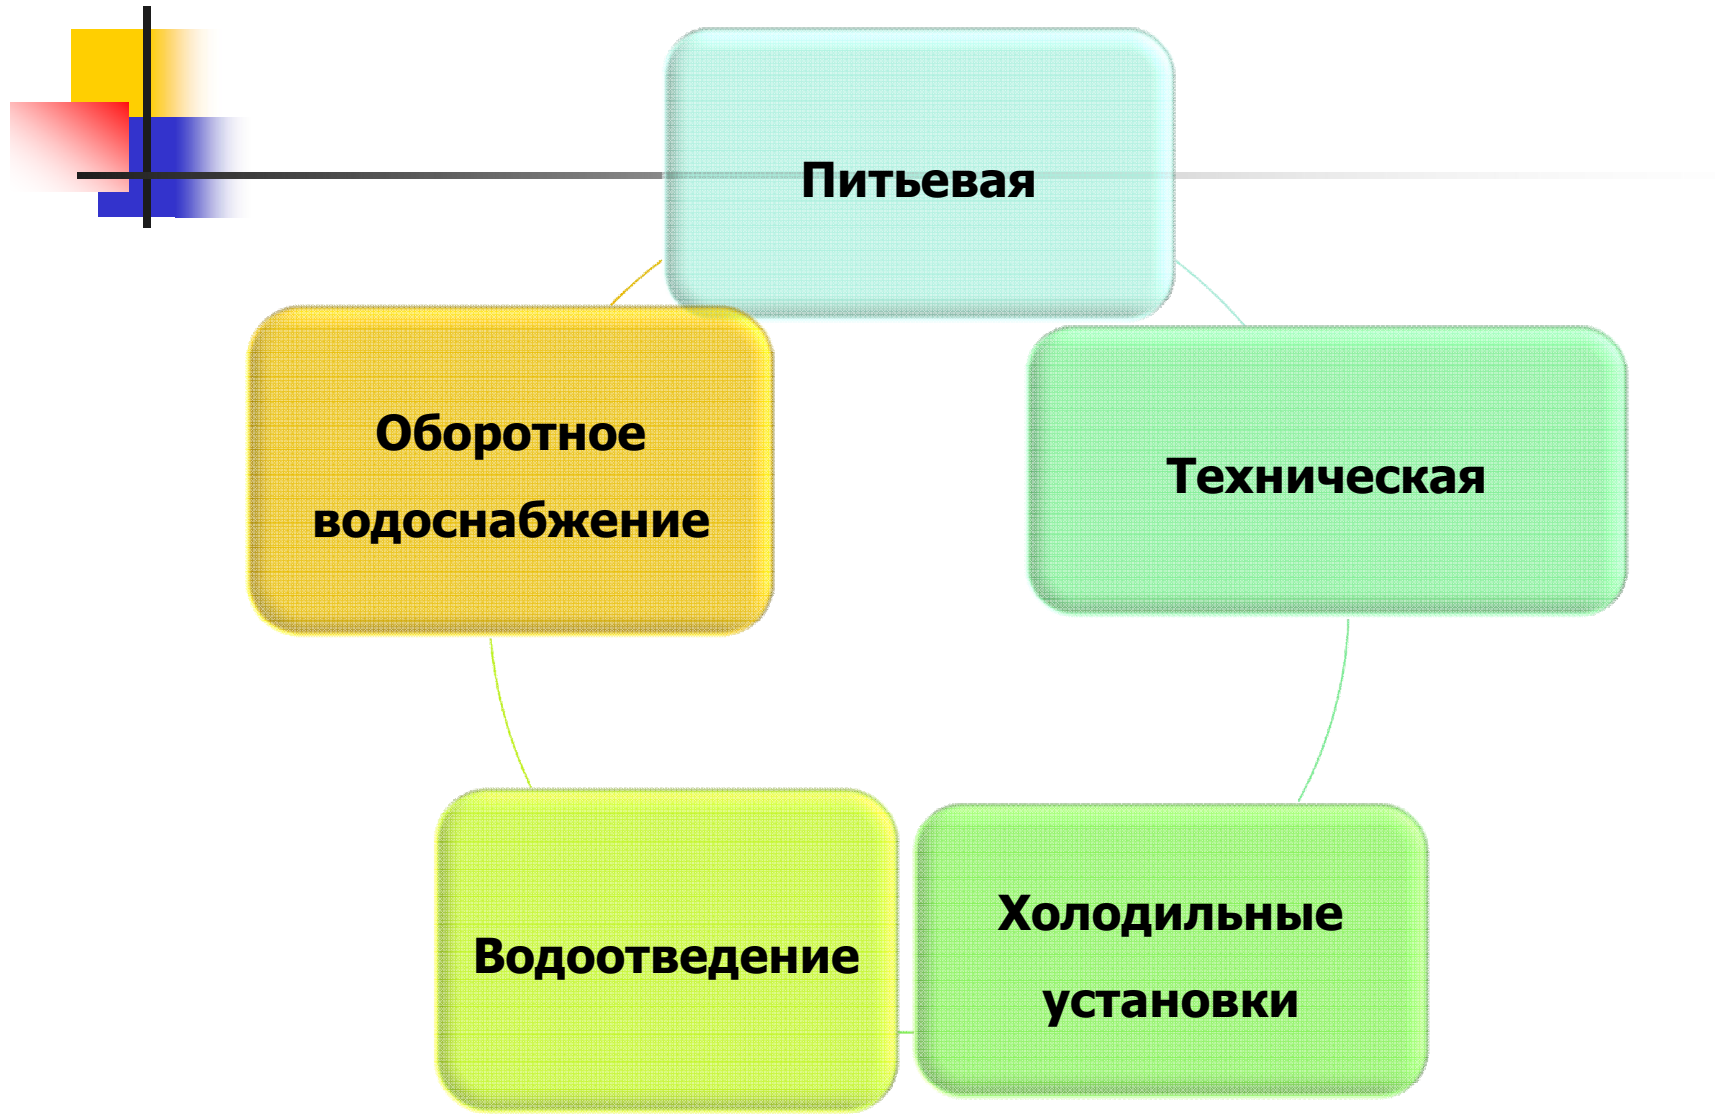 Питьевая
Оборотное
водоснабжение
Техническая
Водоотведение
Холодильные
установки